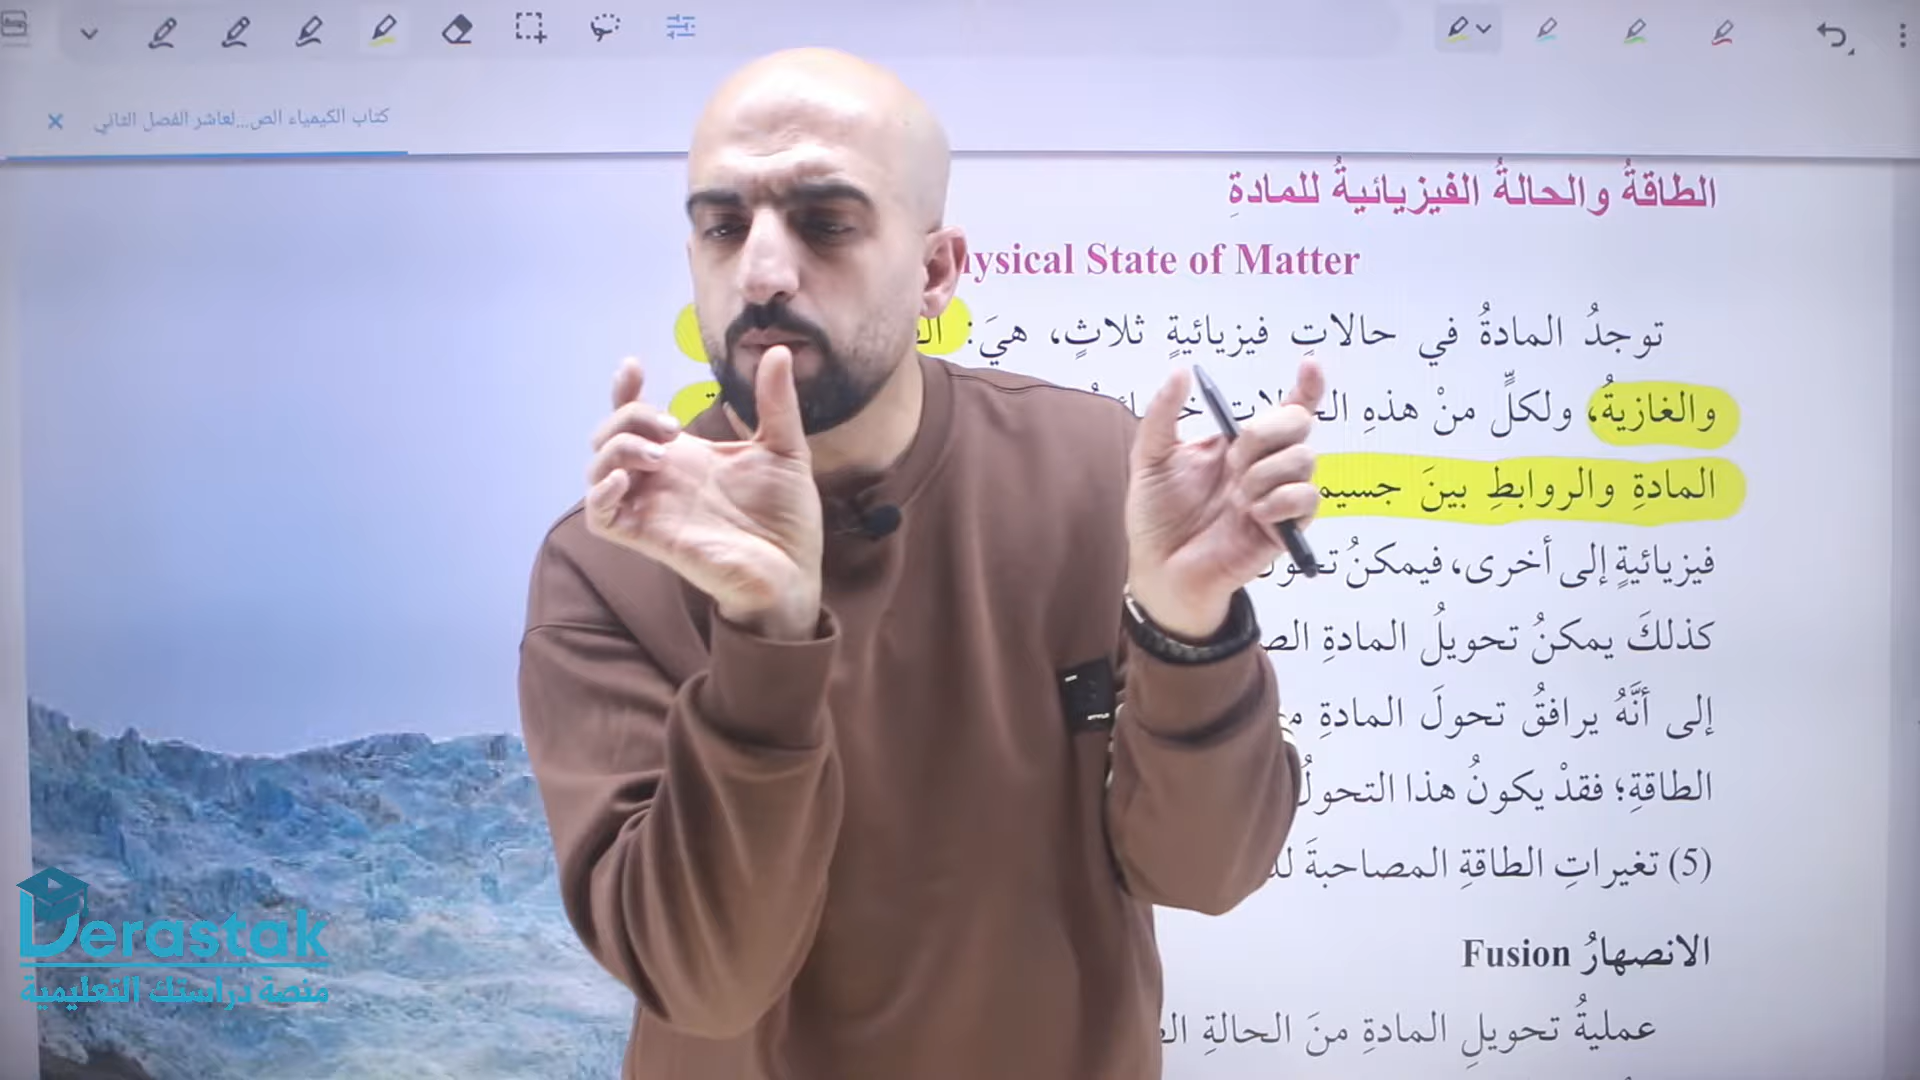 كتاب الكيمياء الص...لعاشر الفصل الثاني
الطاقةُ والحالةُ الفيزيائيةُ للمادةِ
Physical State of Matter
توجدُ المادةُ في حالاتٍ فيزيائيةٍ ثلاثٍ، هيَ:
والغازيةُ، ولكلٍّ منْ هذهِ
المادةِ والروابطِ بينَ
فيزيائيةٍ إلى أخرى، فيمكنُ
كذلكَ يمكنُ تحويلُ المادةِ
إلى أنَّهُ يرافقُ تحولَ المادةِ
الطاقةِ؛ فقدْ يكونُ هذا التحولُ
(5) تغيراتِ الطاقةِ المصاحبةَ
الانصهارُ Fusion
عمليةُ تحويلِ المادةِ منَ الحالةِ
Derastak
منصة دراستك التعليمية